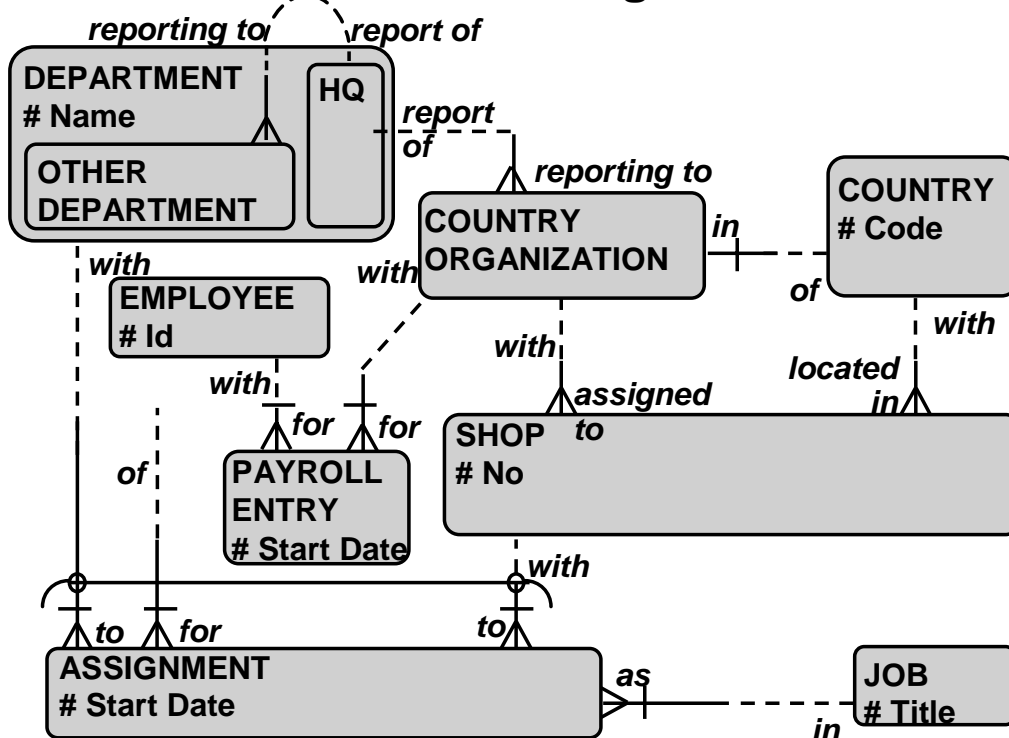 reporting to
report of
DEPARTMENT
# Name
HQ
report
of
OTHER
DEPARTMENT
reporting to
COUNTRY
ORGANIZATION
in
of
COUNTRY
# Code
with
EMPLOYEE
# Id
with
with
with
with
located
in
assigned
to
for
for
of
PAYROLL
ENTRY
# Start Date
SHOP
# No
with
to
for
to
ASSIGNMENT
# Start Date
as
in
JOB
# Title